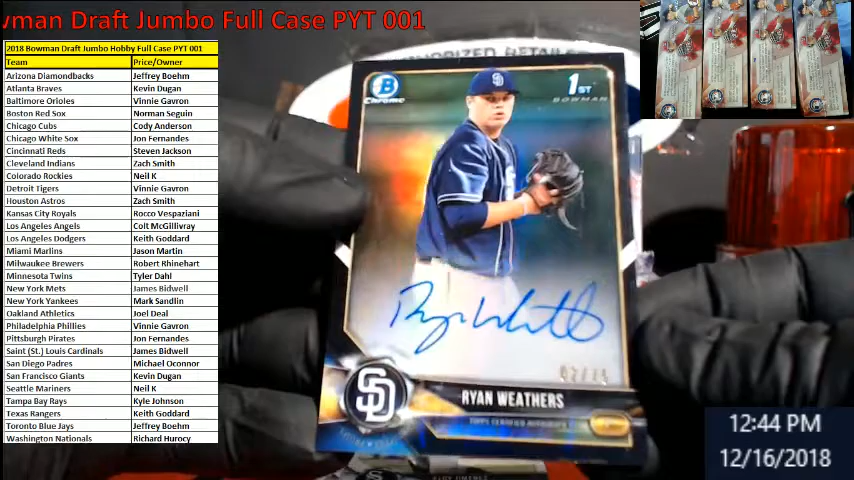 wman Draft Jumbo Full Case PYT 001
2018 Bowman Draft Jumbo Hobby Full Case PYT 001
Team Price/Owner
Arizona Diamondbacks Jeffrey Boehm
Atlanta Braves Kevin Dugan
Baltimore Orioles Vinnie Gavron
Boston Red Sox Norman Seguin
Chicago Cubs Cody Anderson
Chicago White Sox Jon Fernandes
Cincinnati Reds Steven Jackson
Cleveland Indians Zach Smith
Colorado Rockies Neil K
Detroit Tigers Vinnie Gavron
Houston Astros Zach Smith
Kansas City Royals Rocco Vespaziani
Los Angeles Angels Colt McGillivray
Los Angeles Dodgers Keith Goddard
Miami Marlins Jason Martin
Milwaukee Brewers Robert Rhinehart
Minnesota Twins Tyler Dahl
New York Mets James Bidwell
New York Yankees Mark Sandlin
Oakland Athletics Joel Deal
Philadelphia Phillies Vinnie Gavron
Pittsburgh Pirates Jon Fernandes
Saint (St.) Louis Cardinals James Bidwell
San Diego Padres Michael Oconnor
San Francisco Giants Kevin Dugan
Seattle Mariners Neil K
Tampa Bay Rays Kyle Johnson
Texas Rangers Keith Goddard
Toronto Blue Jays Jeffrey Boehm
Washington Nationals Richard Hurocy
B
Chrome
1ST
BOWMAN
SD
RYAN WEATHERS
12:44 PM
12/16/2018